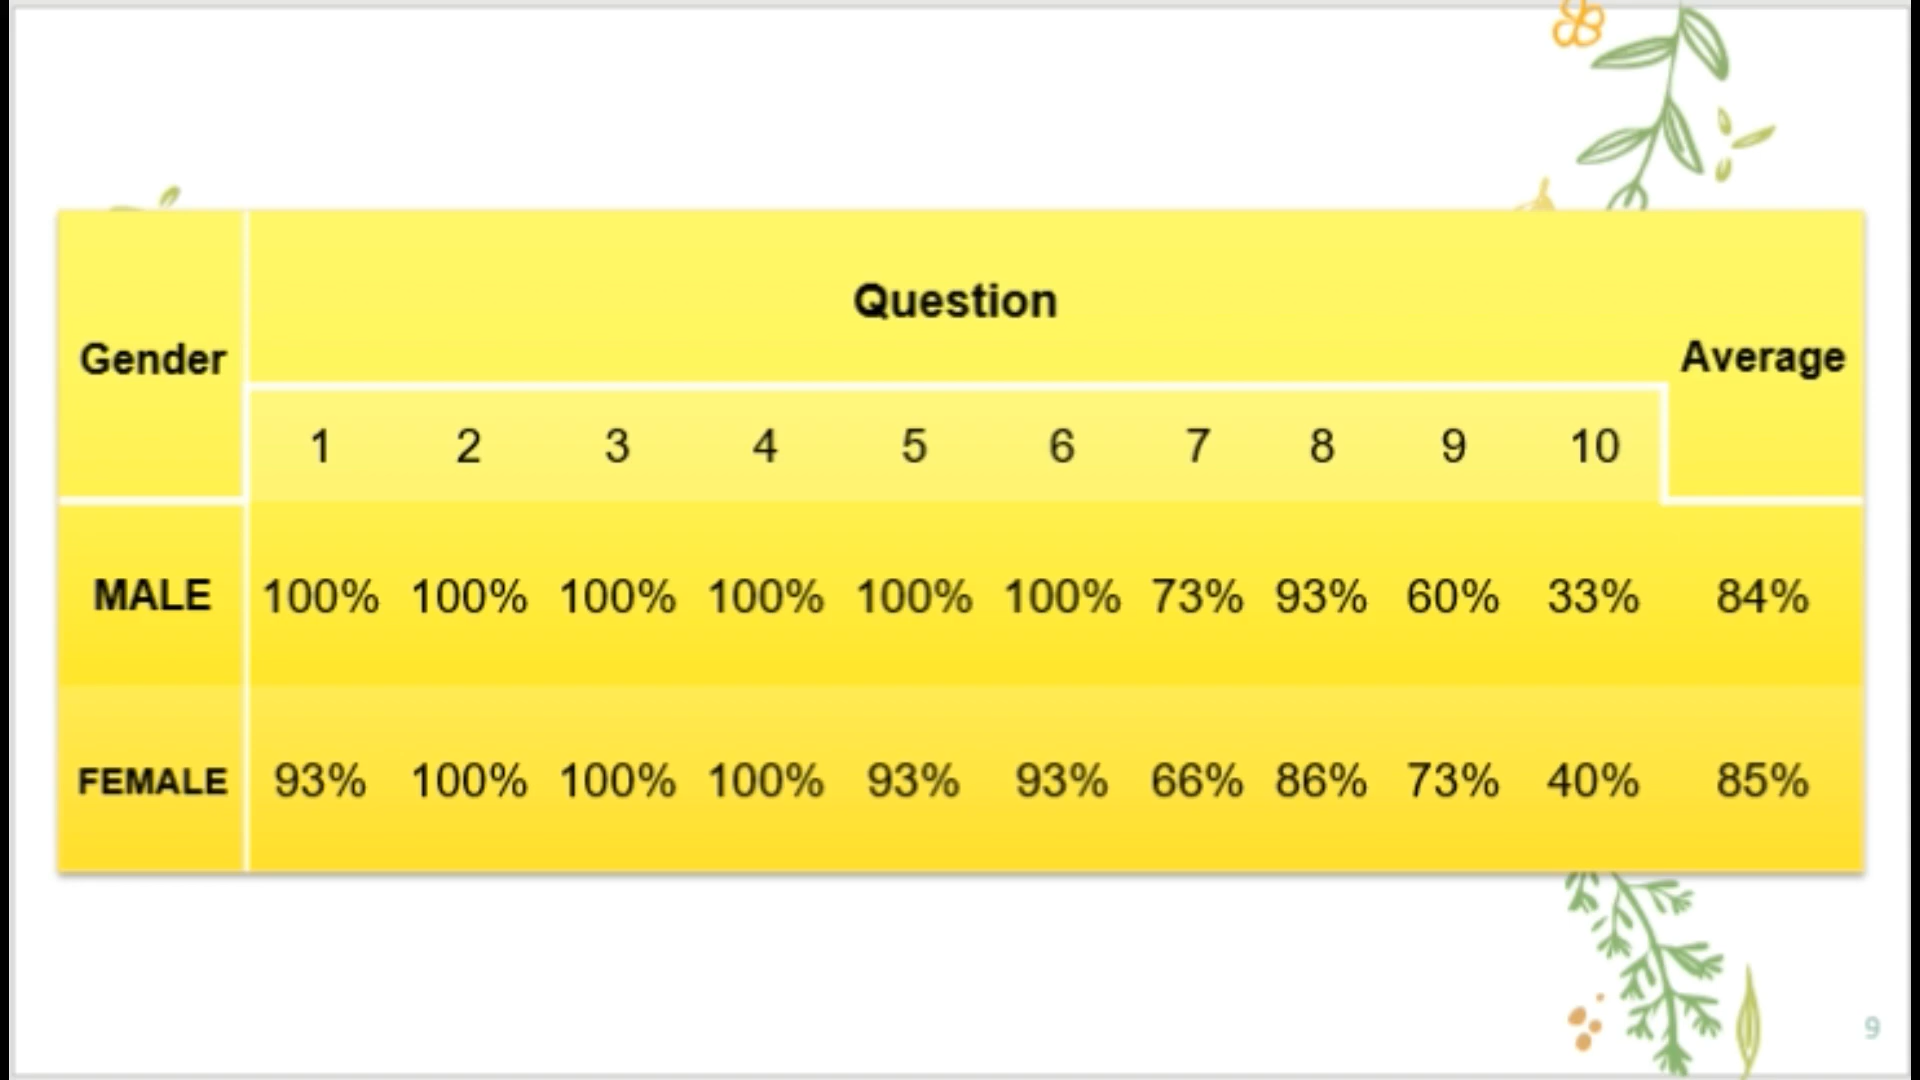 Question
Gender
Average
1 2 3 4 5 6 7 8 9 10
MALE 100% 100% 100% 100% 100% 100% 73% 93% 60% 33% 84%
FEMALE 93% 100% 100% 100% 93% 93% 66% 86% 73% 40% 85%
9